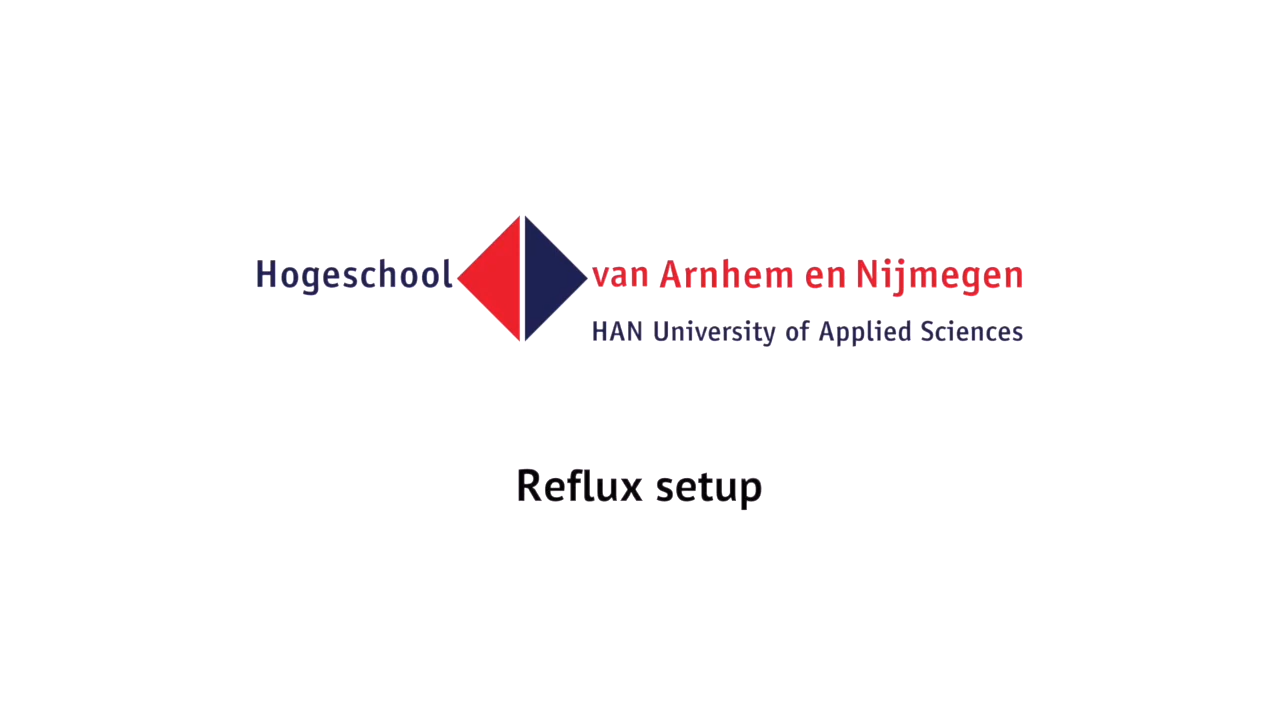 Hogeschool van Arnhem en Nijmegen
HAN University of Applied Sciences
Reflux setup